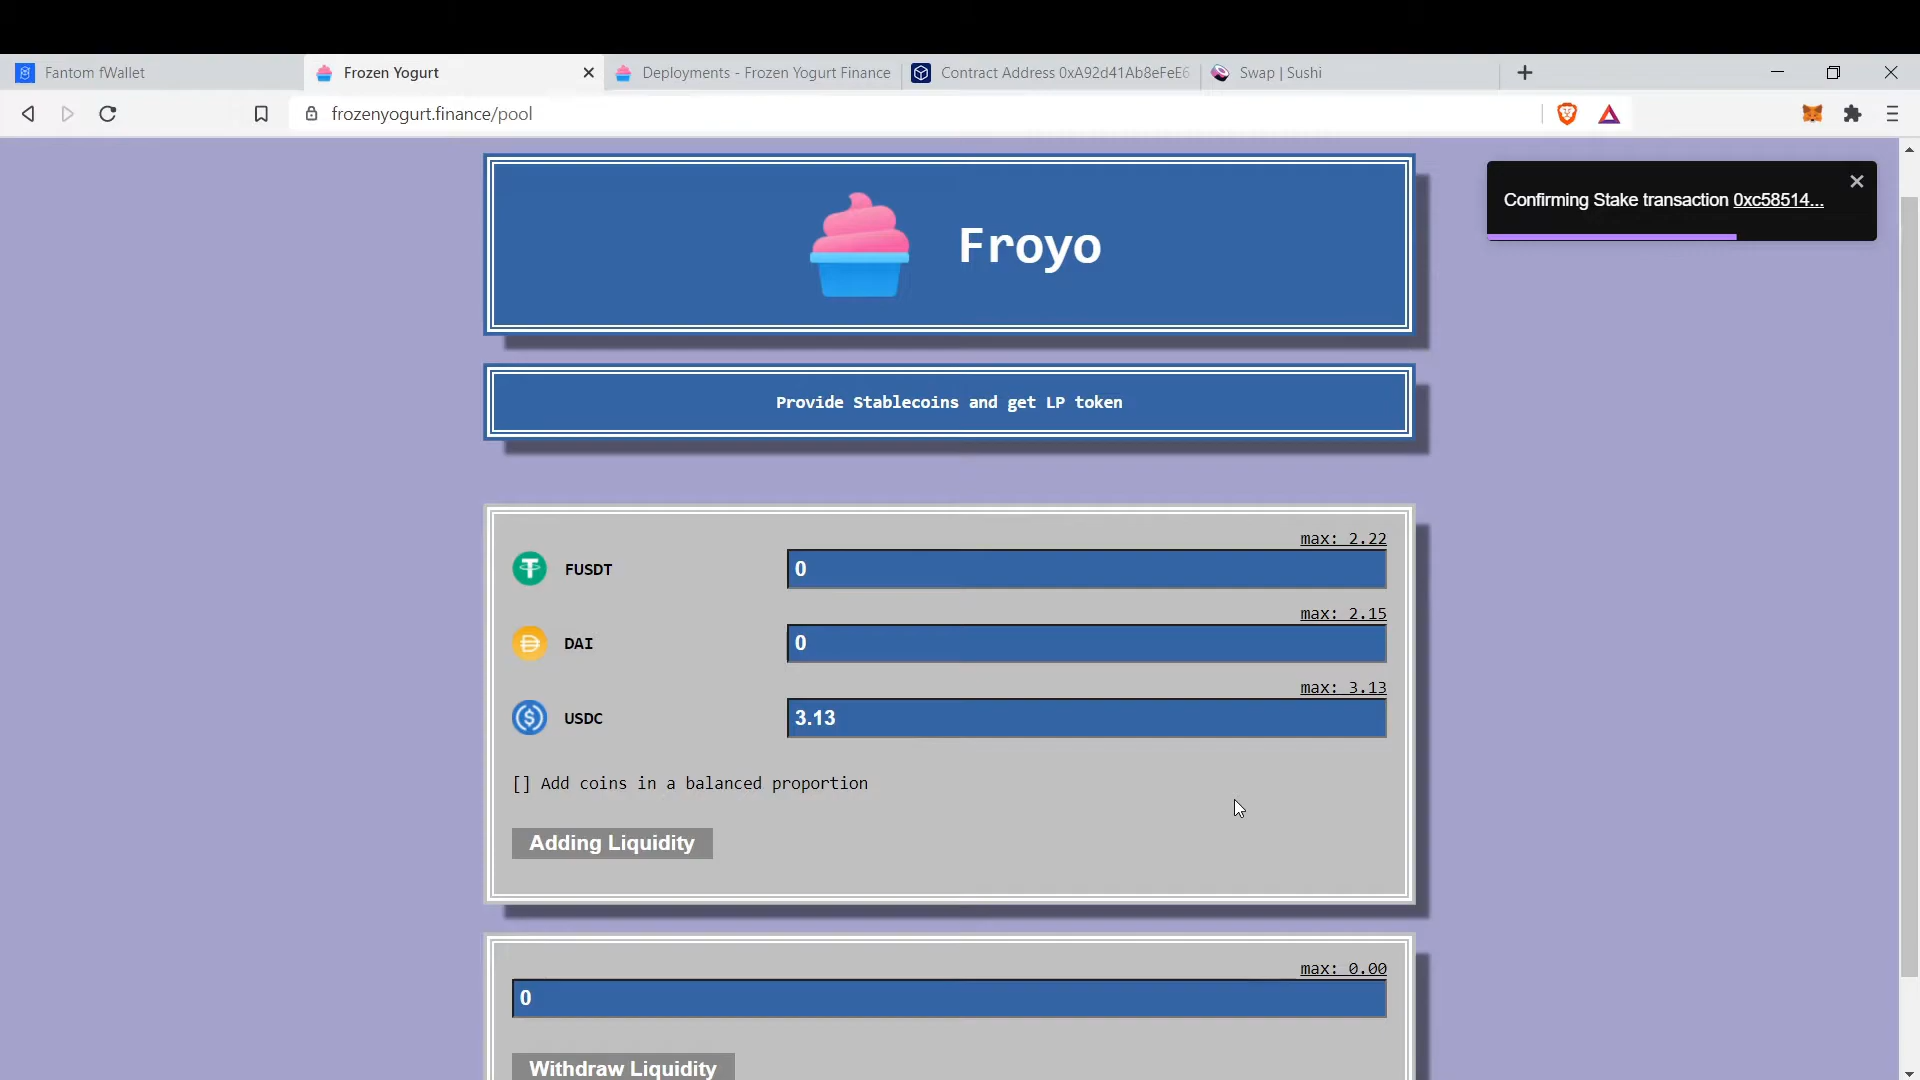 Fantom fWallet
Frozen Yogurt
Deployments - Frozen Yogurt Finance
Contract Address 0xA92d41Ab8eFeE6
Swap | Sushi
frozenyogurt.finance/pool
Froyo
Confirming Stake transaction 0xc58514...
Provide Stablecoins and get LP token
max: 2.22
FUSDT
0
max: 2.15
DAI
0
max: 3.13
USDC
3.13
[] Add coins in a balanced proportion
Adding Liquidity
max: 0.00
0
Withdraw Liquidity